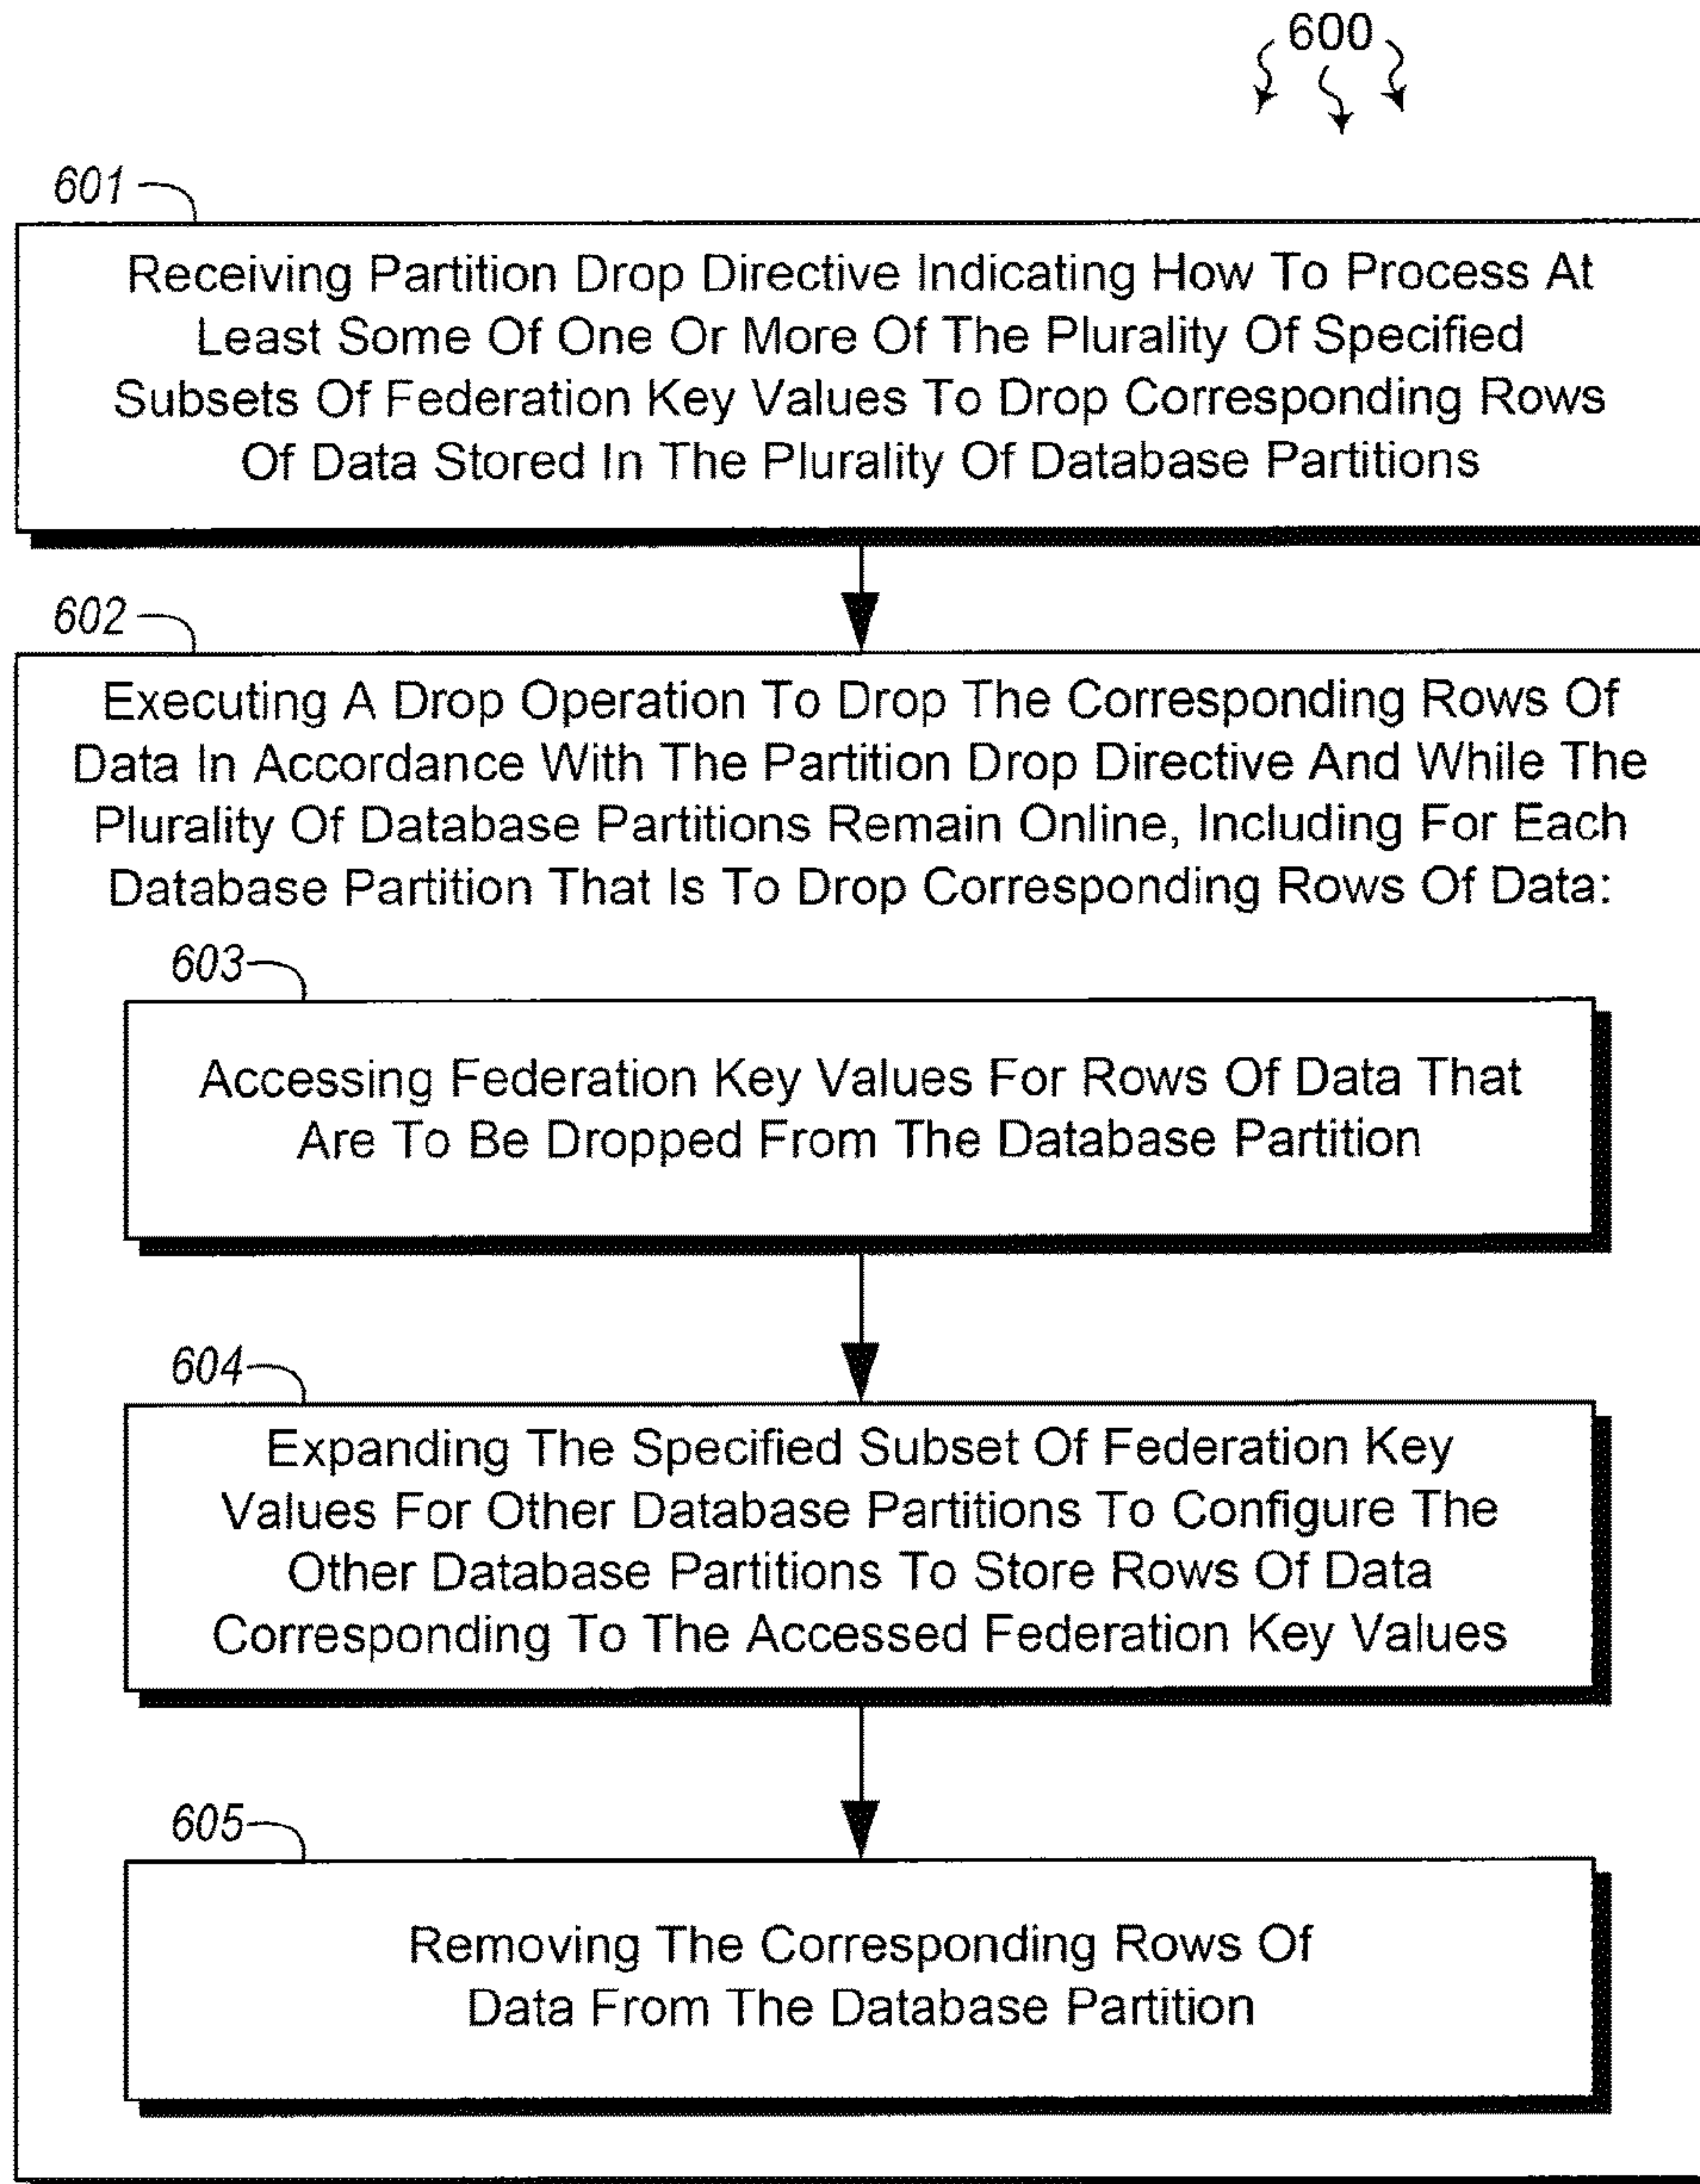 600
601
Receiving Partition Drop Directive Indicating How To Process At
Least Some Of One Or More Of The Plurality Of Specified
Subsets Of Federation Key Values To Drop Corresponding Rows
Of Data Stored In The Plurality Of Database Partitions
602
Executing A Drop Operation To Drop The Corresponding Rows Of
Data In Accordance With The Partition Drop Directive And While The
Plurality Of Database Partitions Remain Online, Including For Each
Database Partition That Is To Drop Corresponding Rows Of Data:
603
Accessing Federation Key Values For Rows Of Data That
Are To Be Dropped From The Database Partition
604
Expanding The Specified Subset Of Federation Key
Values For Other Database Partitions To Configure The
Other Database Partitions To Store Rows Of Data
Corresponding To The Accessed Federation Key Values
605
Removing The Corresponding Rows Of
Data From The Database Partition